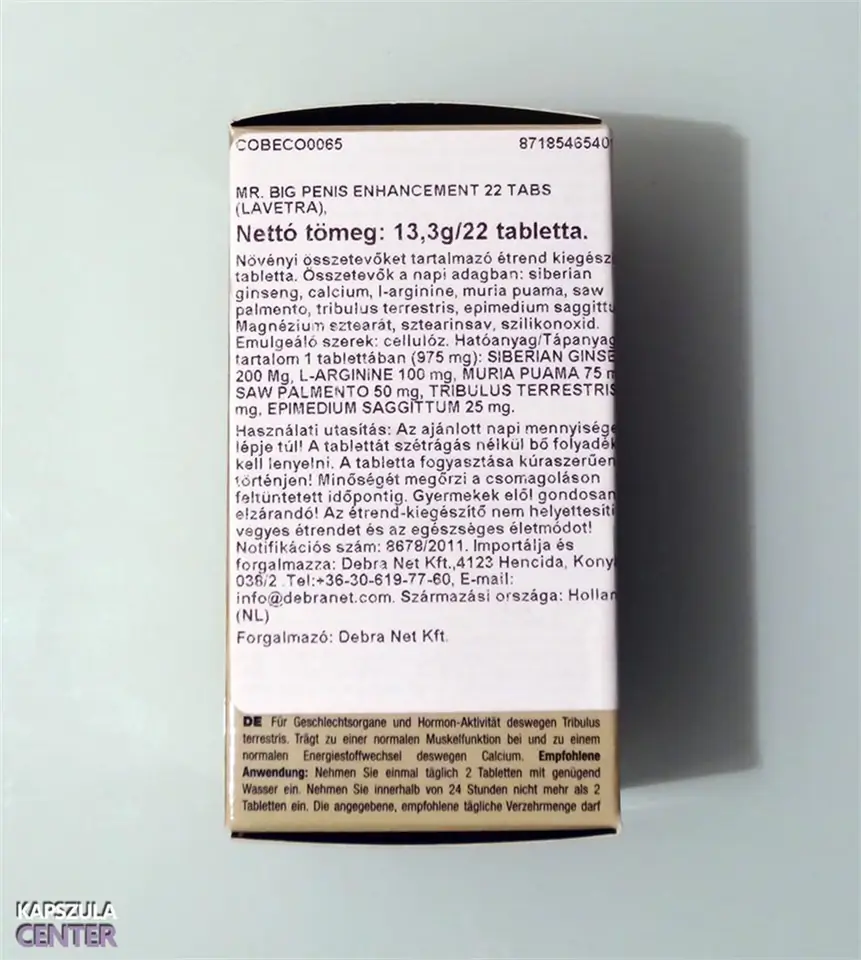 COBECO0065 8718546540
MR. BIG PENIS ENHANCEMENT 22 TABS
(LAVETRA),
Nettó tömeg: 13,3g/22 tabletta.
Növényi összetevőket tartalmazó étrend kiegész
tabletta. Összetevők a napi adagban: siberian
ginseng, calcium, l-arginine, muria puama, saw
palmento, tribulus terrestris, epimedium saggittu
Magnézium sztearát, sztearinsav, szilikonoxid.
Emulgeáló szerek: cellulóz. Hatóanyag/Tápanyag
tartalom 1 tablettában (975 mg): SIBERIAN GINSE
200 Mg, L-ARGININE 100 mg, MURIA PUAMA 75 m
SAW PALMENTO 50 mg, TRIBULUS TERRESTRIS
mg, EPIMEDIUM SAGGITTUM 25 mg.
Használati utasítás: Az ajánlott napi mennyisége
lépje túl! A tablettát szétrágás nélkül bő folyadék
kell lenyelni. A tabletta fogyasztása kúraszerűen
történjen! Minőségét megőrzi a csomagoláson
feltüntetett időpontig. Gyermekek elől gondosan
elzárandó! Az étrend-kiegészítő nem helyettesíti
vegyes étrendet és az egészséges életmódot!
Notifikációs szám: 8678/2011. Importálja és
forgalmazza: Debra Net Kft.,4123 Hencida, Kony
038/2 .Tel:+36-30-619-77-60, E-mail:
info@debranet.com. Származási országa: Hollan
(NL)
Forgalmazó: Debra Net Kft.
DE Für Geschlechtsorgane und Hormon-Aktivität deswegen Tribulus
terrestris. Trägt zu einer normalen Muskelfunktion bei und zu einem
normalen Energiestoffwechsel deswegen Calcium. Empfohlene
Anwendung: Nehmen Sie einmal täglich 2 Tabletten mit genügend
Wasser ein. Nehmen Sie innerhalb von 24 Stunden nicht mehr als 2
Tabletten ein. Die angegebene, empfohlene tägliche Verzehrmenge darf
KAPSZULA
CENTER